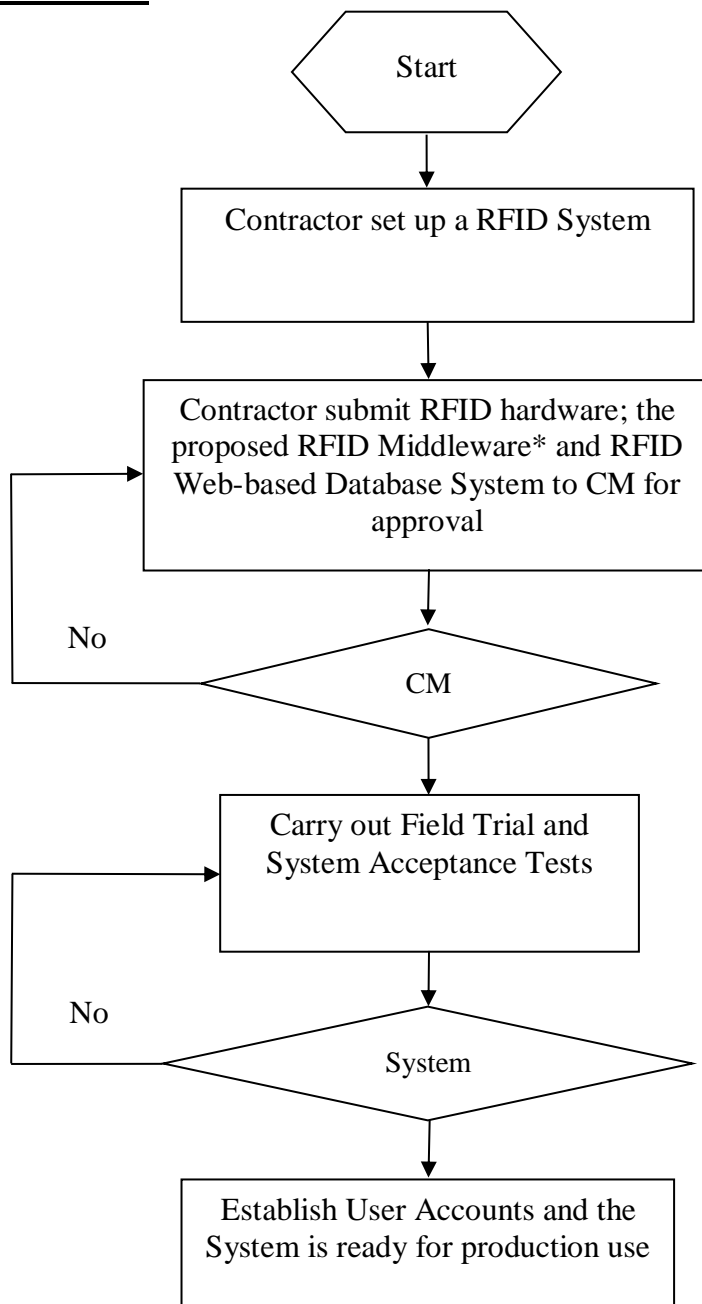 Start
Contractor set up a RFID System
Contractor submit RFID hardware; the
proposed RFID Middleware* and RFID
Web-based Database System to CM for
approval
No
CM
Carry out Field Trial and
System Acceptance Tests
No
System
Establish User Accounts and the
System is ready for production use